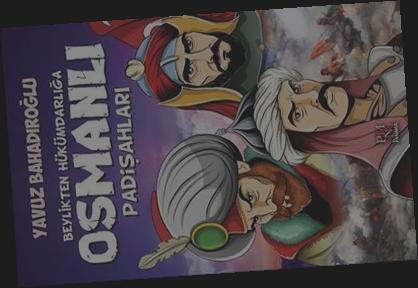 YAVUZ BAHADIROĞLU
BEYLİKTEN HÜKÜMDARLIĞA
OSMANLI
PADİŞAHLARI